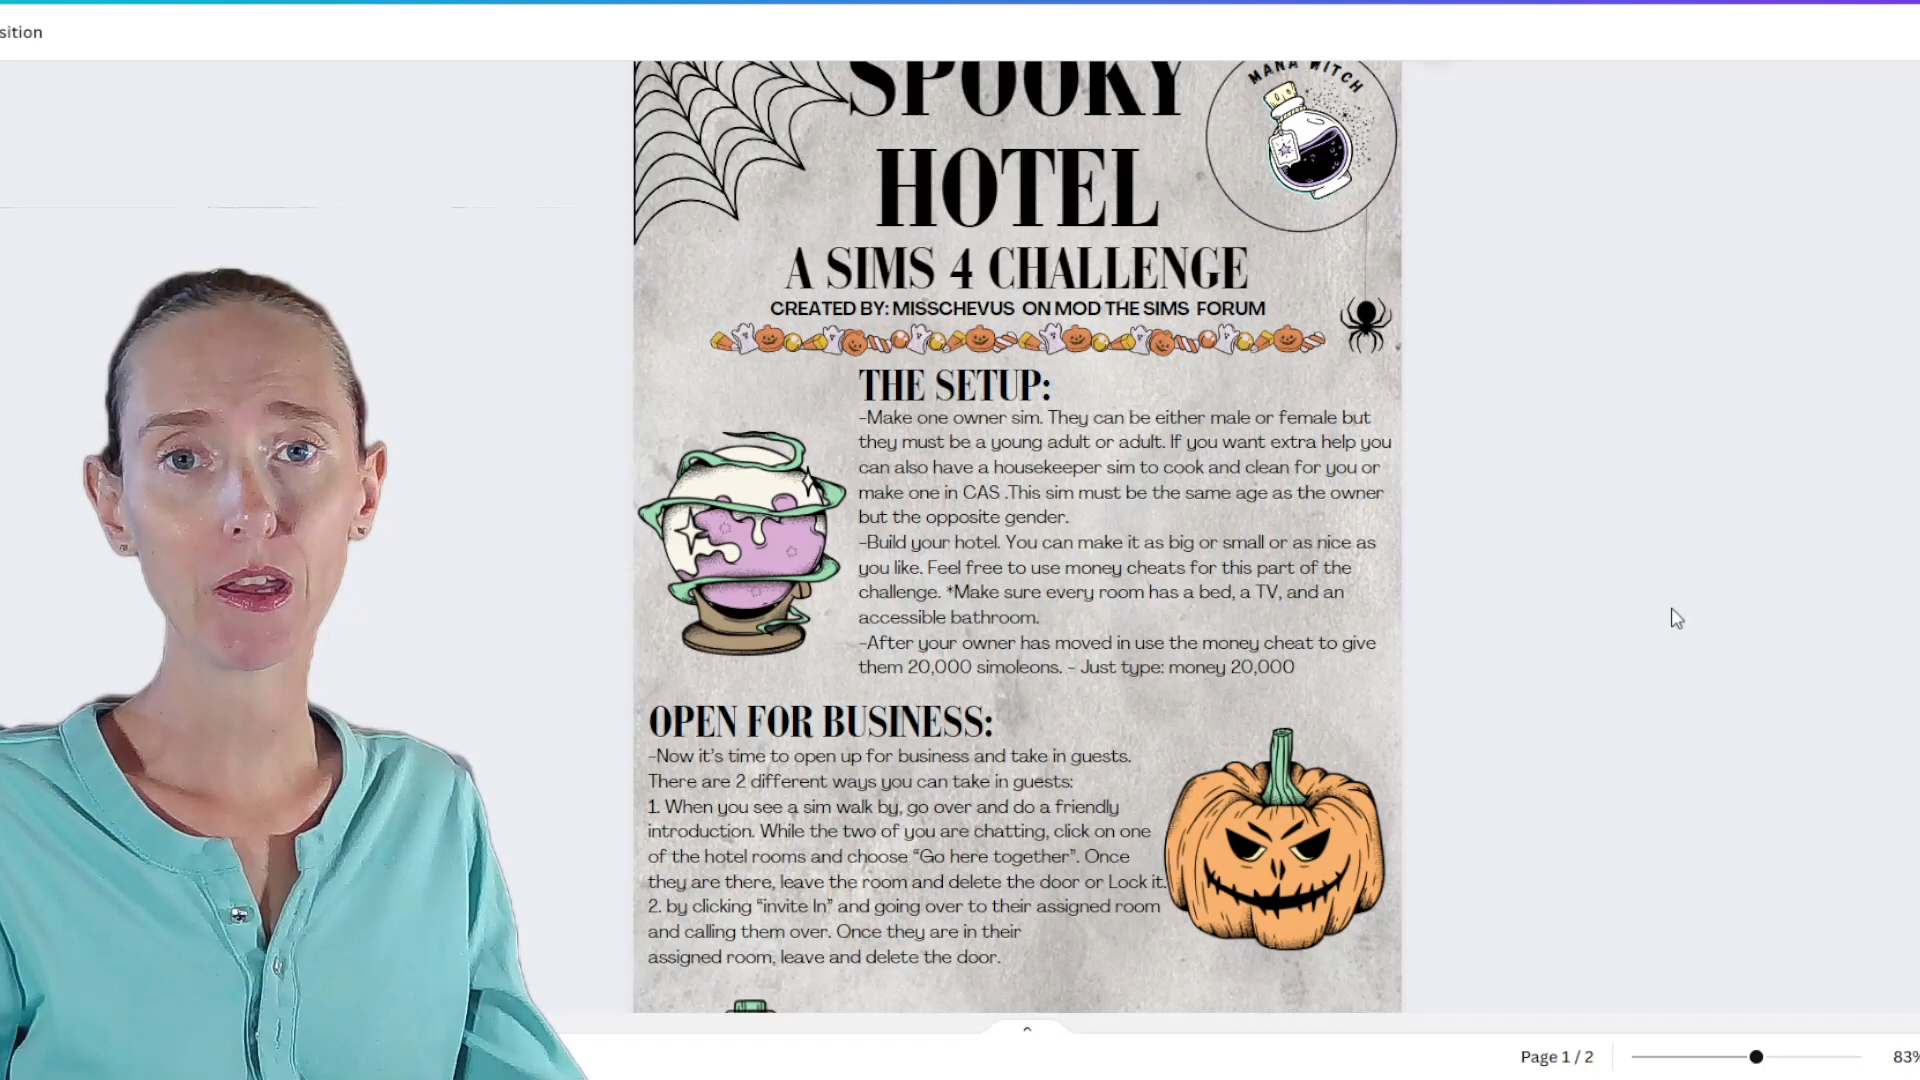 sition
SPOOKY
MANA WITCH
HOTEL
A SIMS 4 CHALLENGE
CREATED BY: MISSCHEVUS ON MOD THE SIMS FORUM
THE SETUP:
-Make one owner sim. They can be either male or female but
they must be a young adult or adult. If you want extra help you
can also have a housekeeper sim to cook and clean for you or
make one in CAS .This sim must be the same age as the owner
but the opposite gender.
-Build your hotel. You can make it as big or small or as nice as
you like. Feel free to use money cheats for this part of the
challenge. *Make sure every room has a bed, a TV, and an
accessible bathroom.
-After your owner has moved in use the money cheat to give
them 20,000 simoleons. - Just type: money 20,000
OPEN FOR BUSINESS:
-Now it's time to open up for business and take in guests.
There are 2 different ways you can take in guests:
1. When you see a sim walk by, go over and do a friendly
introduction. While the two of you are chatting, click on one
of the hotel rooms and choose “Go here together”. Once
they are there, leave the room and delete the door or Lock it.
2. by clicking “invite In” and going over to their assigned room
and calling them over. Once they are in their
assigned room, leave and delete the door.
Page 1 / 2
83%